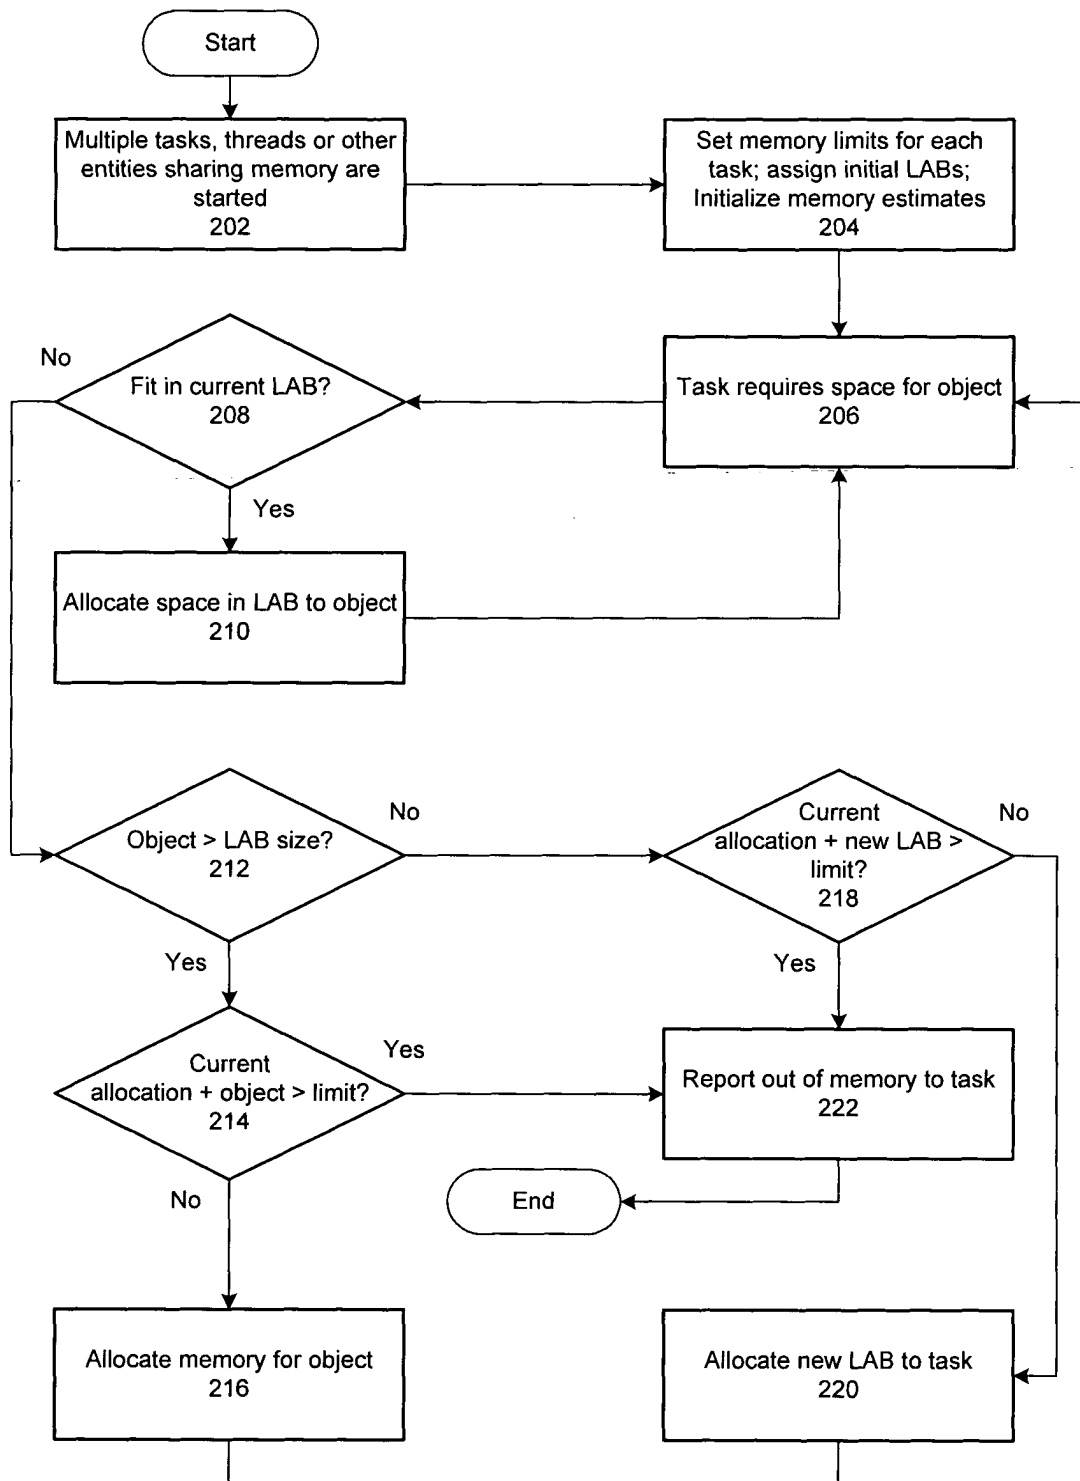 Start
Multiple tasks, threads or other
entities sharing memory are
started
202
Set memory limits for each
task; assign initial LABs;
Initialize memory estimates
204
No
Fit in current LAB?
208
Task requires space for object
206
Yes
Allocate space in LAB to object
210
Object > LAB size?
212
No
Current
allocation + new LAB >
limit?
218
No
Yes
Yes
Current
allocation + object > limit?
214
Yes
Report out of memory to task
222
No
End
Allocate memory for object
216
Allocate new LAB to task
220